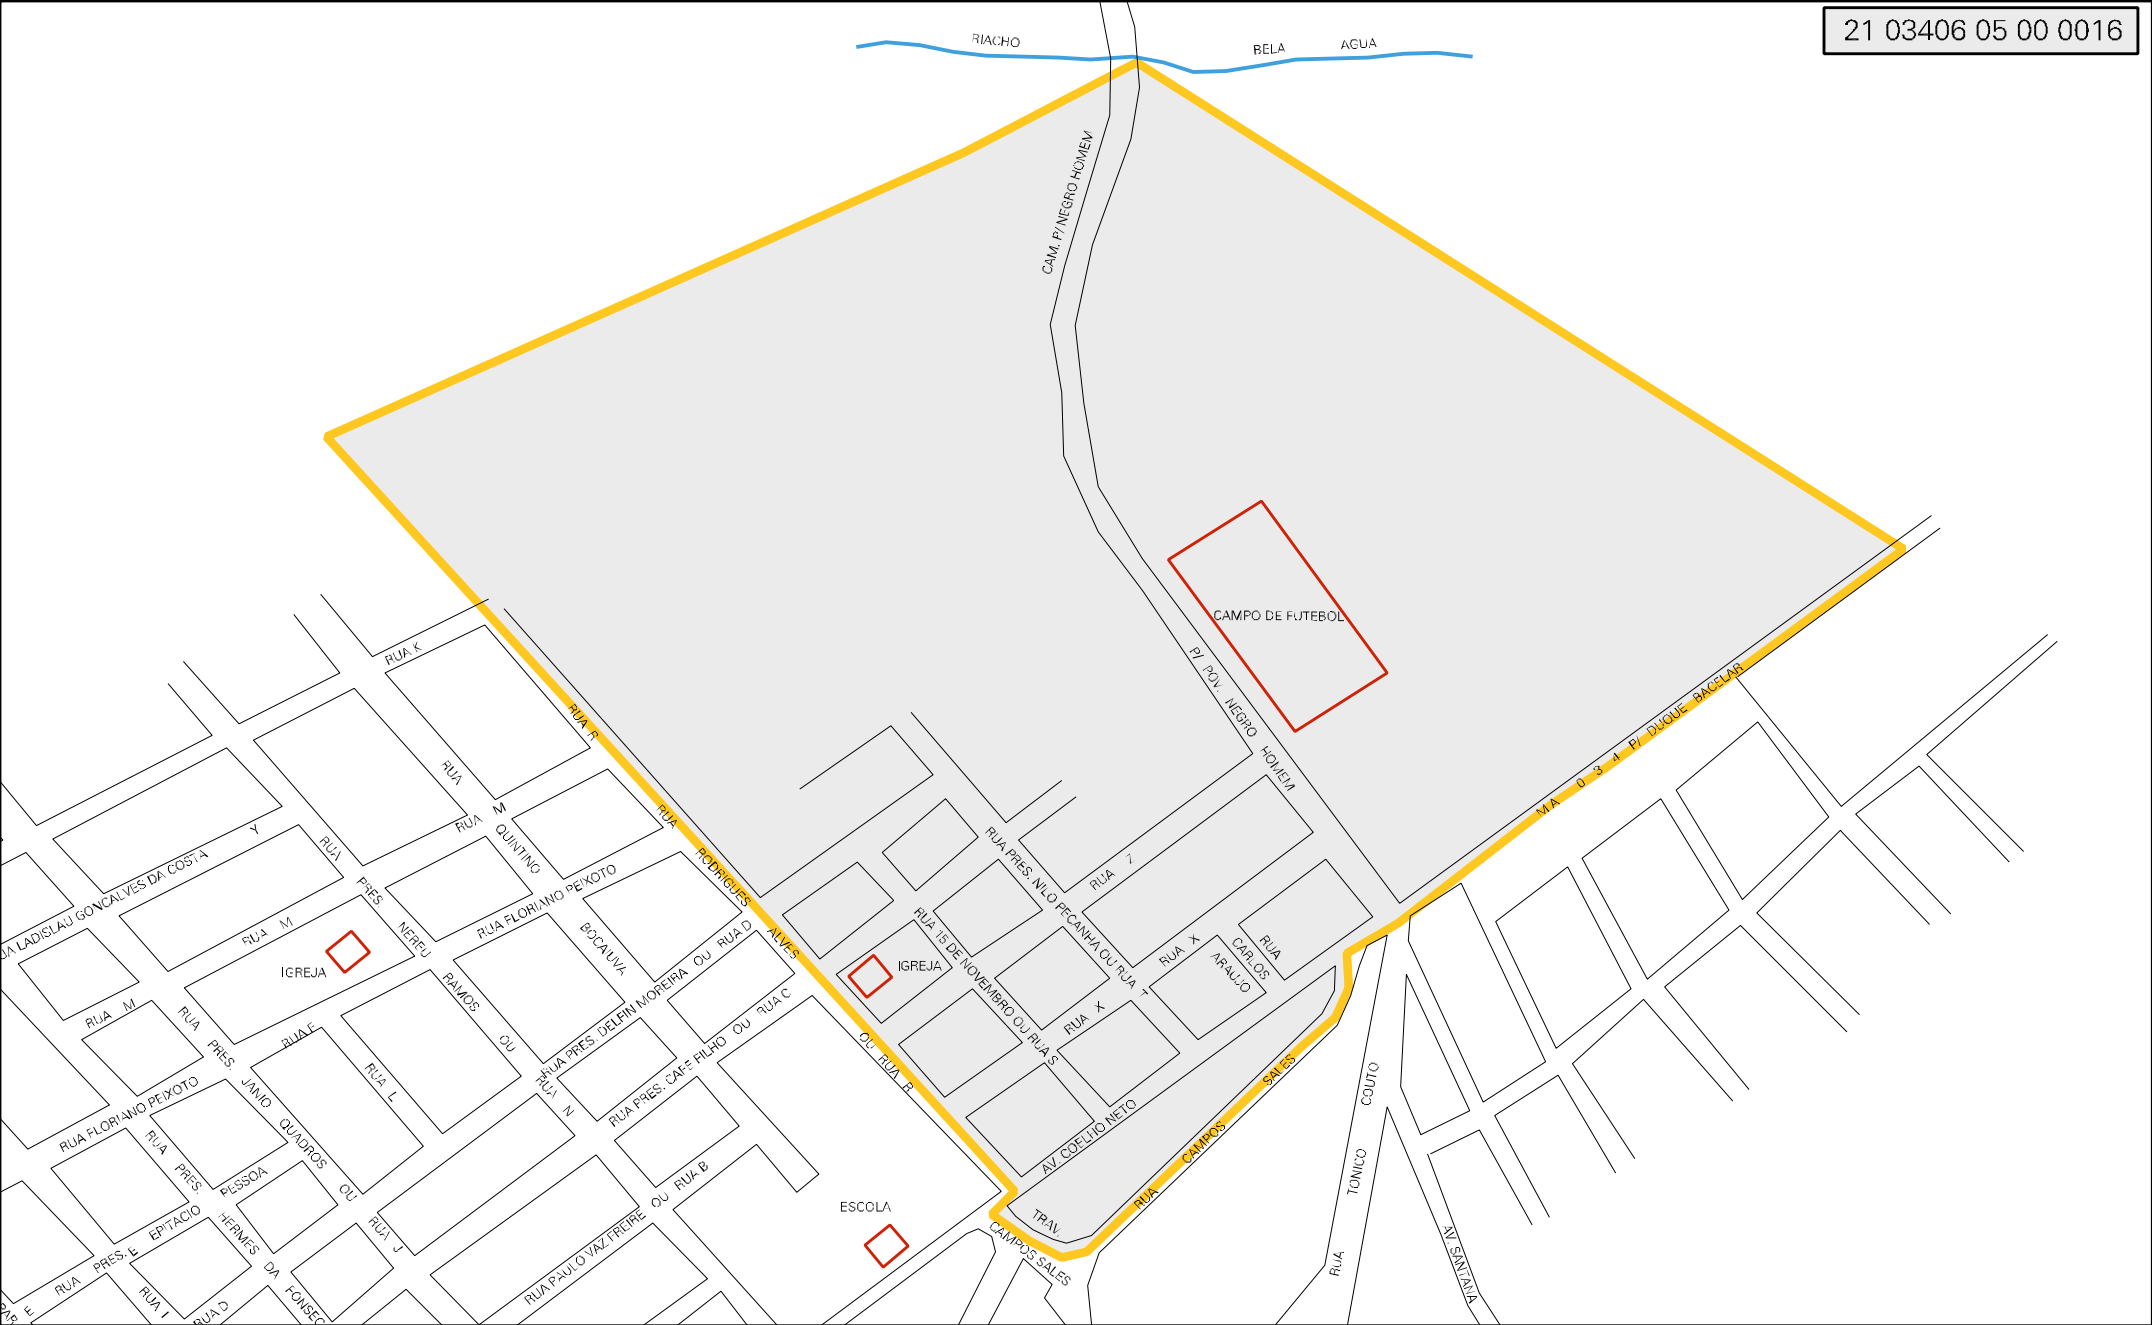 21 03406 05 00 0016
RIACHO
BELA AGUA
CAM. P/ NEGRO HOMEM
CAMPO DE FUTEBOL
P/ POV. NEGRO HOMEM
MA 034 P/ DUQUE BACELAR
RUA K
RUA R
RUA
QUINTINO
BOCAIUVA
RUA M
RUA RODRIGUES ALVES OU RUA R
RUA LADISLAU GONCALVES DA COSTA
Y
RUA PRES. NEREU RAMOS OU RUA N
RUA M
IGREJA
RUA FLORIANO PEIXOTO
RUA PRES. DELFIM MOREIRA OU RUA D
RUA PRES. CAFE FILHO OU RUA C
IGREJA
RUA PRES. NILO PECANHA OU RUA T
RUA 15 DE NOVEMBRO OU RUA S
RUA Z
RUA X
RUA X
RUA
CARLOS
ARAUJO
AV. COELHO NETO
RUA CAMPOS SALES
TRAV.
CAMPOS SALES
RUA M
RUA F
RUA L
RUA PRES. JANIO QUADROS OU RUA J
RUA FLORIANO PEIXOTO
RUA PRES. HERMES DA FONSEC
RUA PRES. EPITACIO PESSOA
E
RUA I
RUA D
E
RUA PAULO VAZ FREIRE OU RUA B
ESCOLA
RUA TONICO COUTO
AV. SANTANA